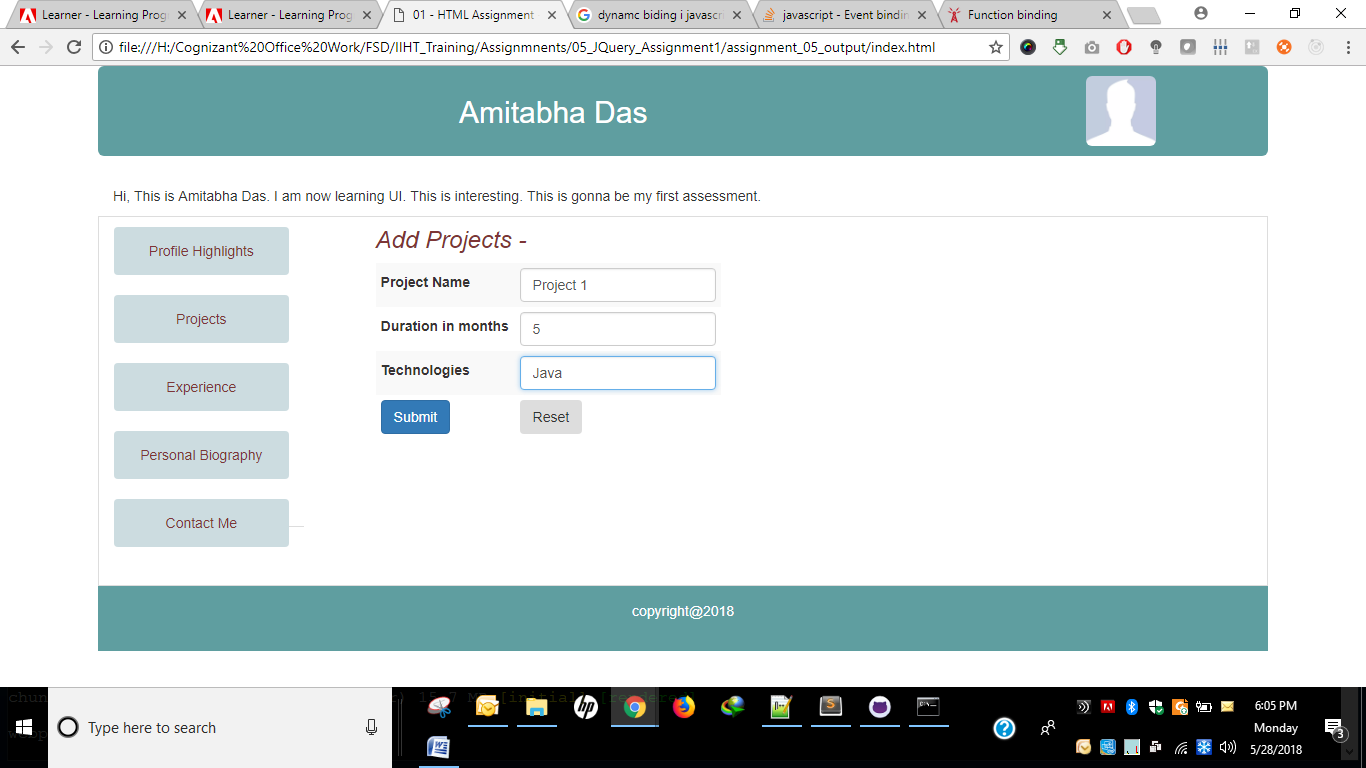 Learner - Learning Prog
Learner - Learning Prog
01 - HTML Assignment
dynamc biding i javascri
javascript - Event bindin
Function binding
file:///H:/Cognizant%20Office%20Work/FSD/IIHT_Training/Assignmnents/05_JQuery_Assignment1/assignment_05_output/index.html
Amitabha Das
Hi, This is Amitabha Das. I am now learning UI. This is interesting. This is gonna be my first assessment.
Profile Highlights
Projects
Experience
Personal Biography
Contact Me
Add Projects -
Project Name
Project 1
Duration in months
5
Technologies
Java
Submit
Reset
copyright@2018
Type here to search
6:05 PM
Monday
5/28/2018
3